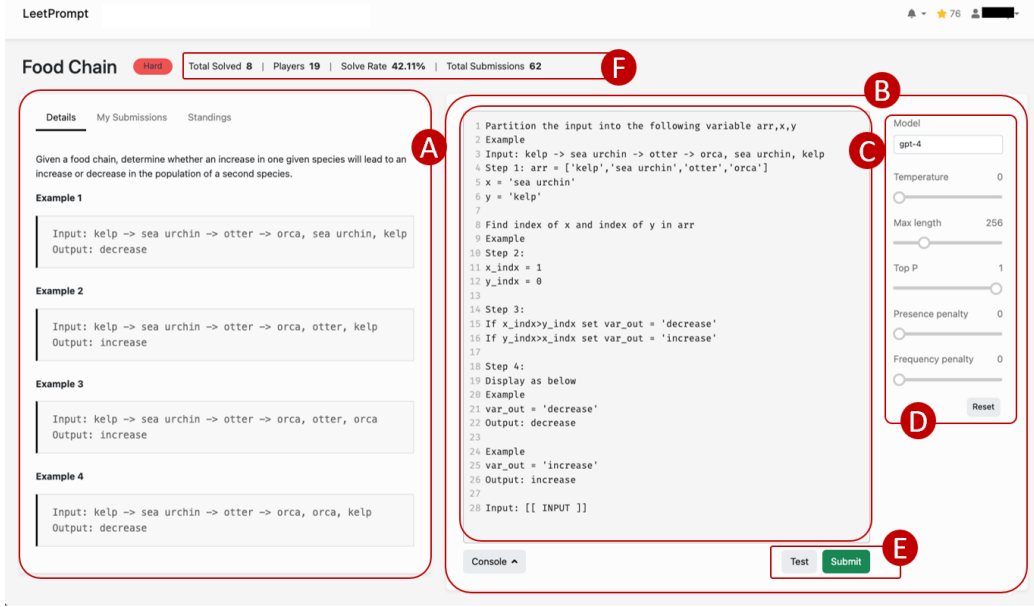 LeetPrompt
76
Food Chain
Hard
Total Solved 8 | Players 19 | Solve Rate 42.11% | Total Submissions 62
F
B
A
Details
My Submissions
Standings
Given a food chain, determine whether an increase in one given species will lead to an
increase or decrease in the population of a second species.
Example 1
Input: kelp -> sea urchin -> otter -> orca, sea urchin, kelp
Output: decrease
Example 2
Input: kelp -> sea urchin -> otter -> orca, otter, kelp
Output: increase
Example 3
Input: kelp -> sea urchin -> otter -> orca, otter, orca
Output: increase
Example 4
Input: kelp -> sea urchin -> otter -> orca, orca, kelp
Output: decrease
1 Partition the input into the following variable arr,x,y
2 Example
3 Input: kelp -> sea urchin -> otter -> orca, sea urchin, kelp
4 Step 1: arr = ['kelp','sea urchin','otter','orca']
5 x = 'sea urchin'
6 y = 'kelp'
7
8 Find index of x and index of y in arr
9 Example
10 Step 2:
11 x_indx = 1
12 y_indx = 0
13
14 Step 3:
15 If x_indx>y_indx set var_out = 'decrease'
16 If y_indx>x_indx set var_out = 'increase'
17
18 Step 4:
19 Display as below
20 Example
21 var_out = 'decrease'
22 Output: decrease
23
24 Example
25 var_out = 'increase'
26 Output: increase
27
28 Input: [[ INPUT ]]
C
Model
gpt-4
Temperature 0
Max length 256
Top P 1
Presence penalty 0
Frequency penalty 0
Reset
D
Console
Test
Submit
E